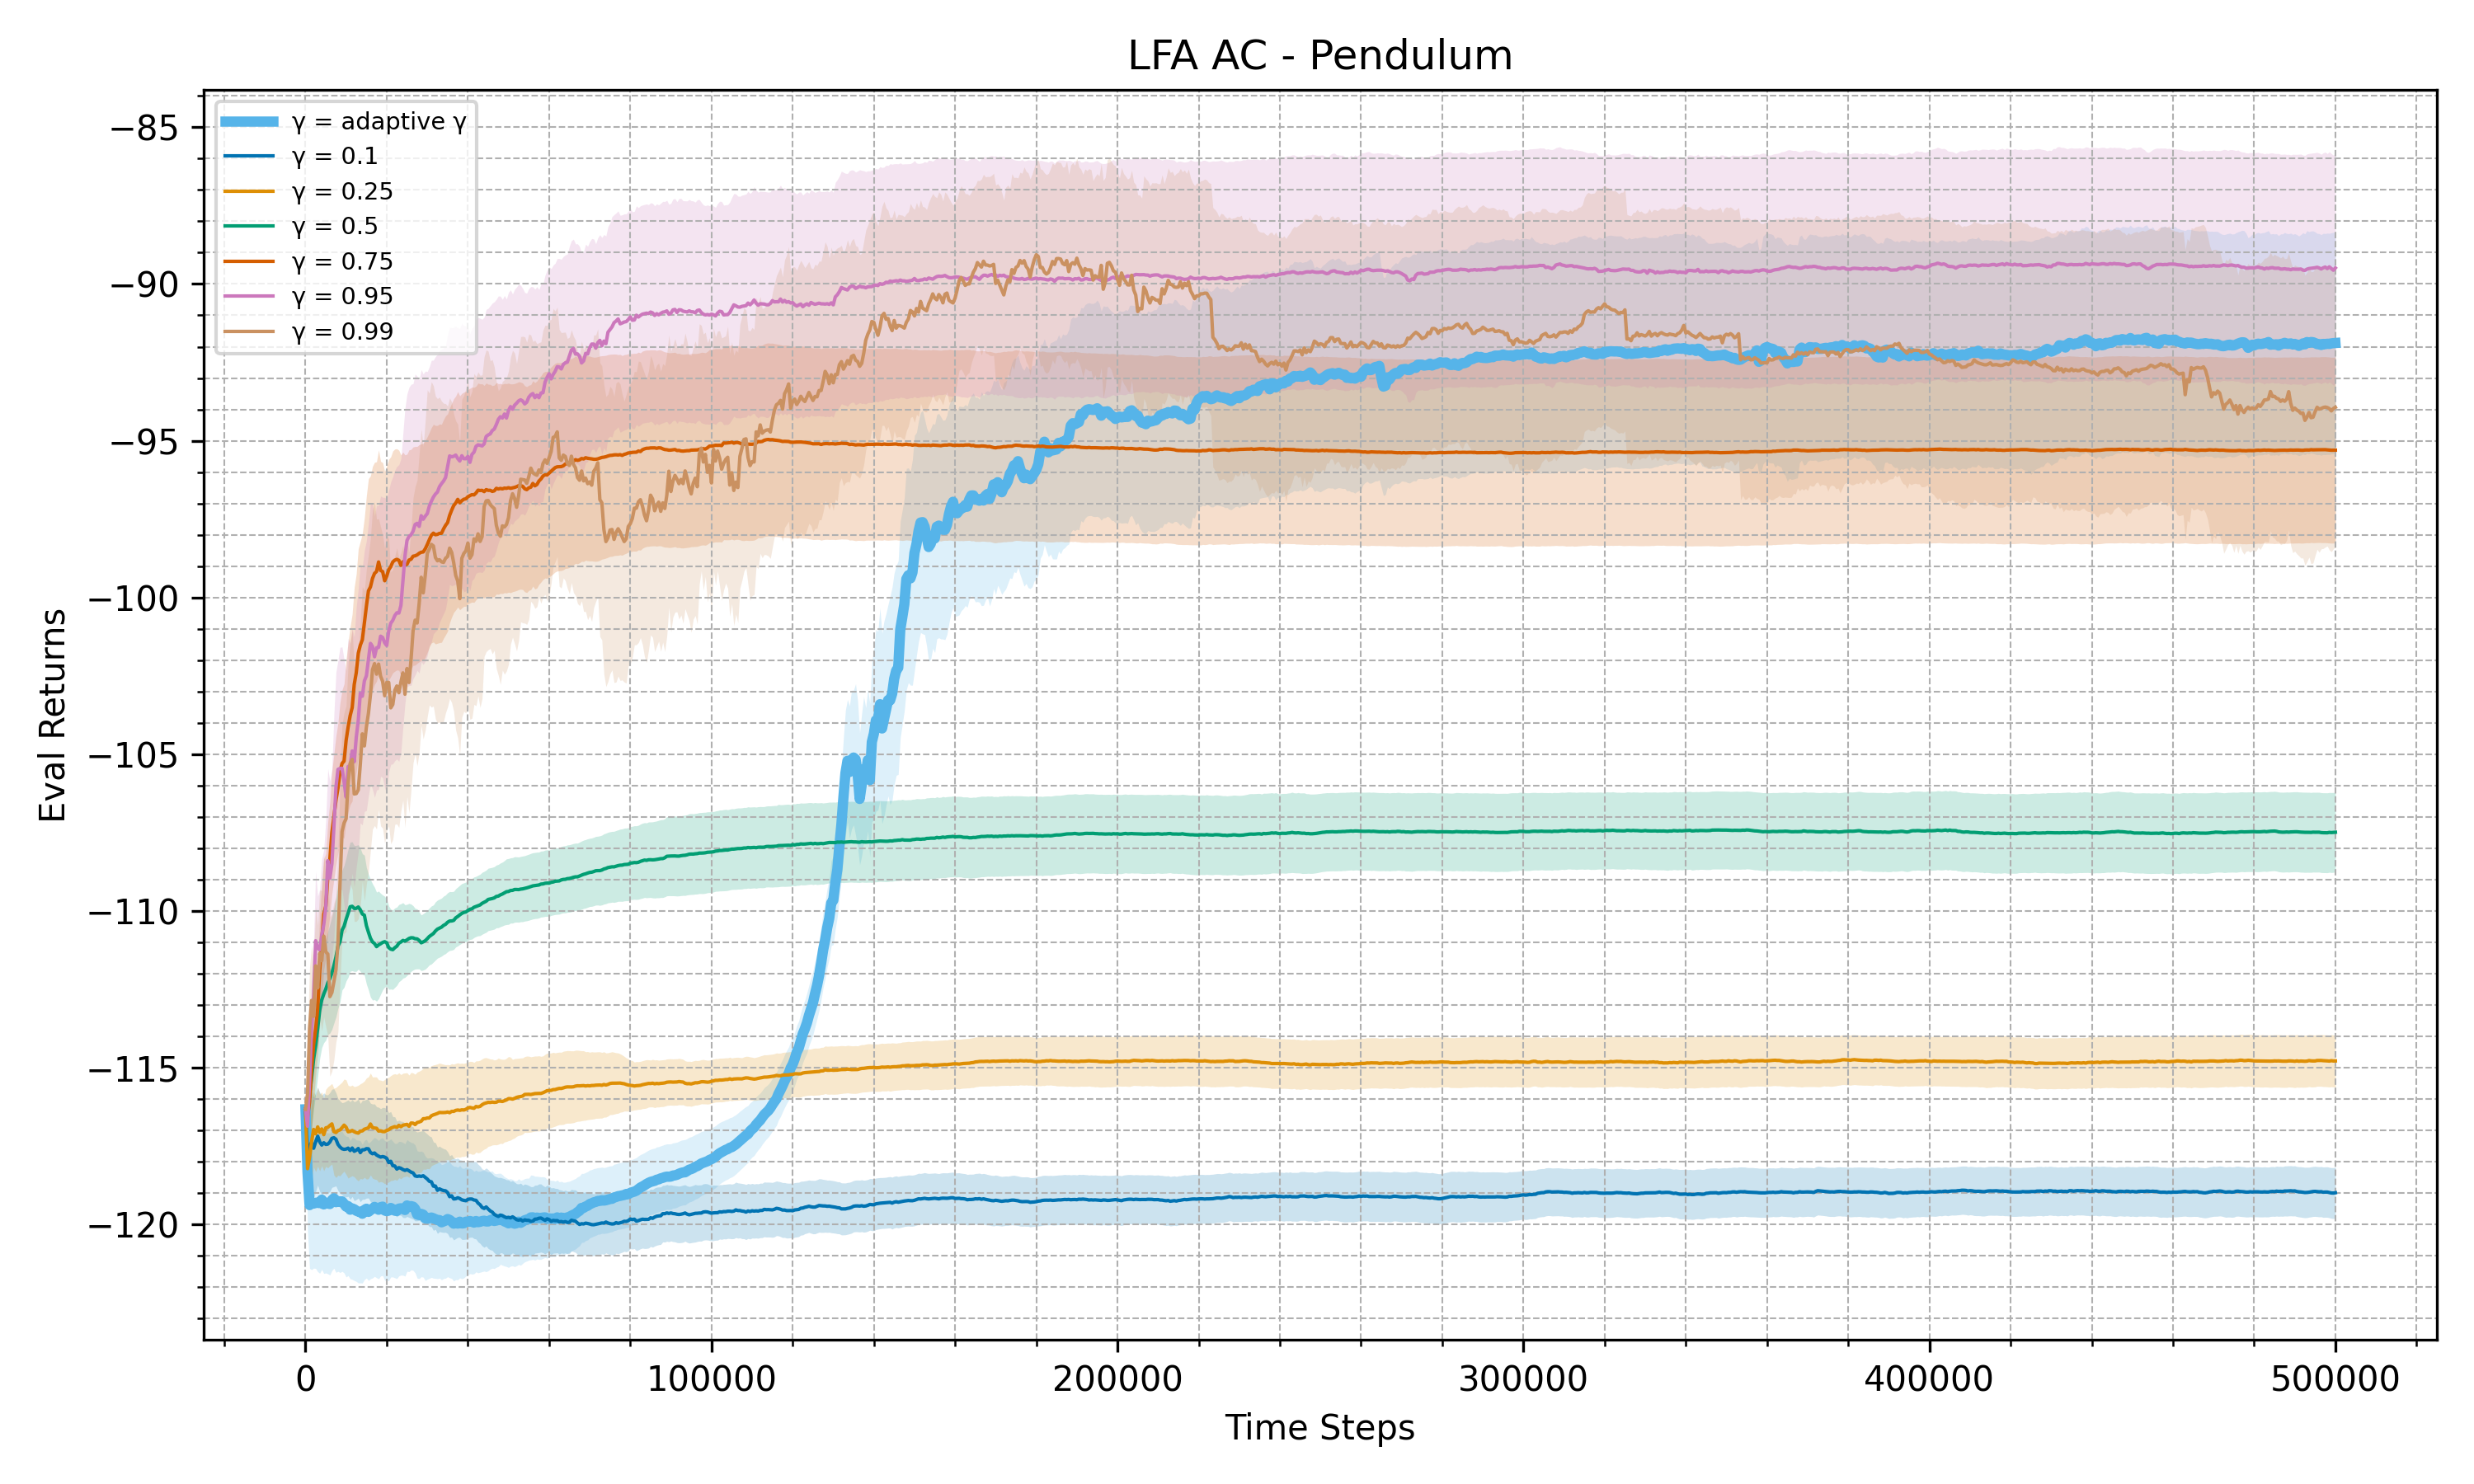 LFA AC - Pendulum
γ = adaptive γ
γ = 0.1
γ = 0.25
γ = 0.5
γ = 0.75
γ = 0.95
γ = 0.99
−85
−90
−95
−100
−105
−110
−115
−120
Eval Returns
0 100000 200000 300000 400000 500000
Time Steps